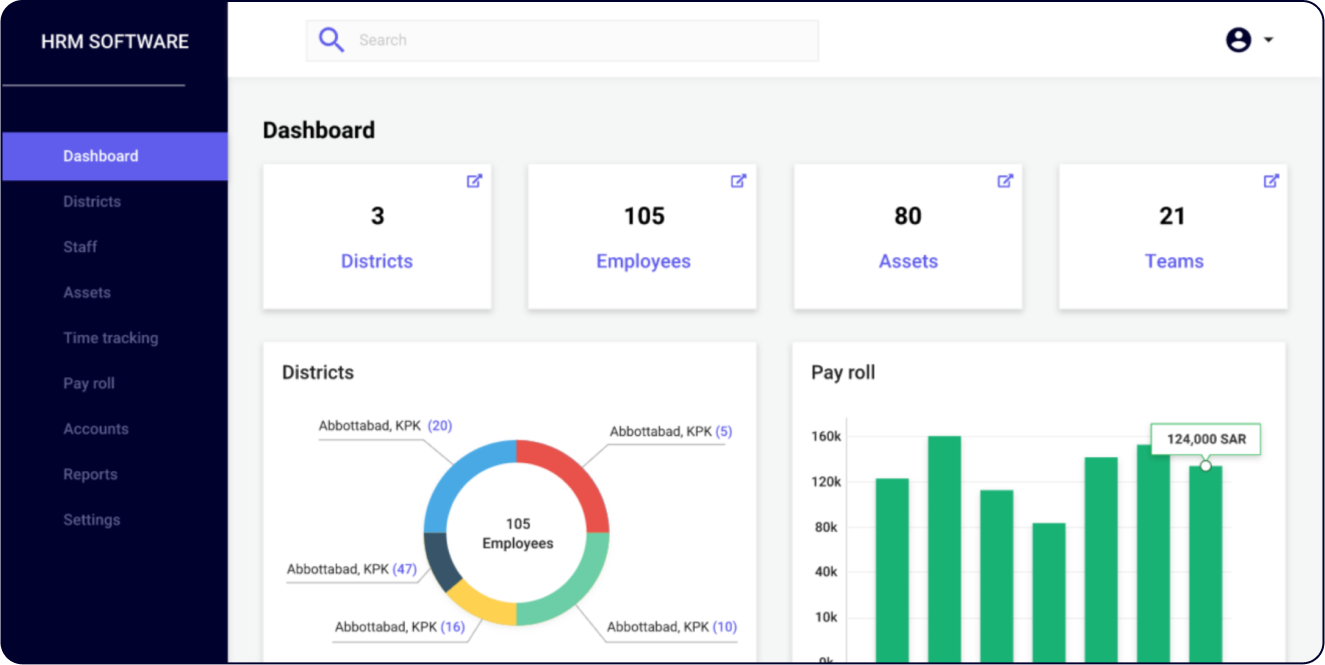 HRM SOFTWARE
Search
Dashboard
Districts
Staff
Assets
Time tracking
Pay roll
Accounts
Reports
Settings
Dashboard
3
Districts
105
Employees
80
Assets
21
Teams
Districts
Abbottabad, KPK (20)
Abbottabad, KPK (5)
105
Employees
Abbottabad, KPK (47)
Abbottabad, KPK (16)
Abbottabad, KPK (10)
Pay roll
160k
124,000 SAR
120k
80k
40k
10k
0k